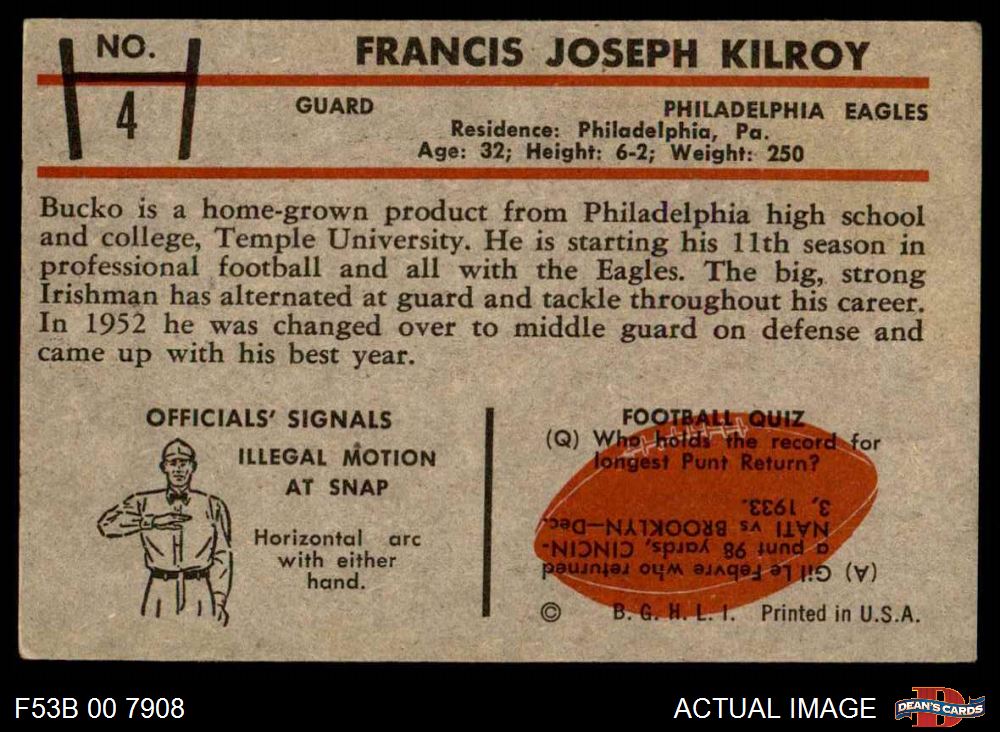 NO.
4
FRANCIS JOSEPH KILROY
GUARD PHILADELPHIA EAGLES
Residence: Philadelphia, Pa.
Age: 32; Height: 6-2; Weight: 250
Bucko is a home-grown product from Philadelphia high school
and college, Temple University. He is starting his 11th season in
professional football and all with the Eagles. The big, strong
Irishman has alternated at guard and tackle throughout his career.
In 1952 he was changed over to middle guard on defense and
came up with his best year.
OFFICIALS' SIGNALS
ILLEGAL MOTION
AT SNAP
Horizontal arc
with either
hand.
FOOTBALL QUIZ
(Q) Who holds the record for
longest Punt Return?
(A) Gil Le Febvre who returned
a punt 98 yards, CINCIN-
NATI vs BROOKLYN—Dec.
3, 1933.
© B. G. H. L. I. Printed in U.S.A.
F53B 00 7908
ACTUAL IMAGE
D
DEAN'S CARDS